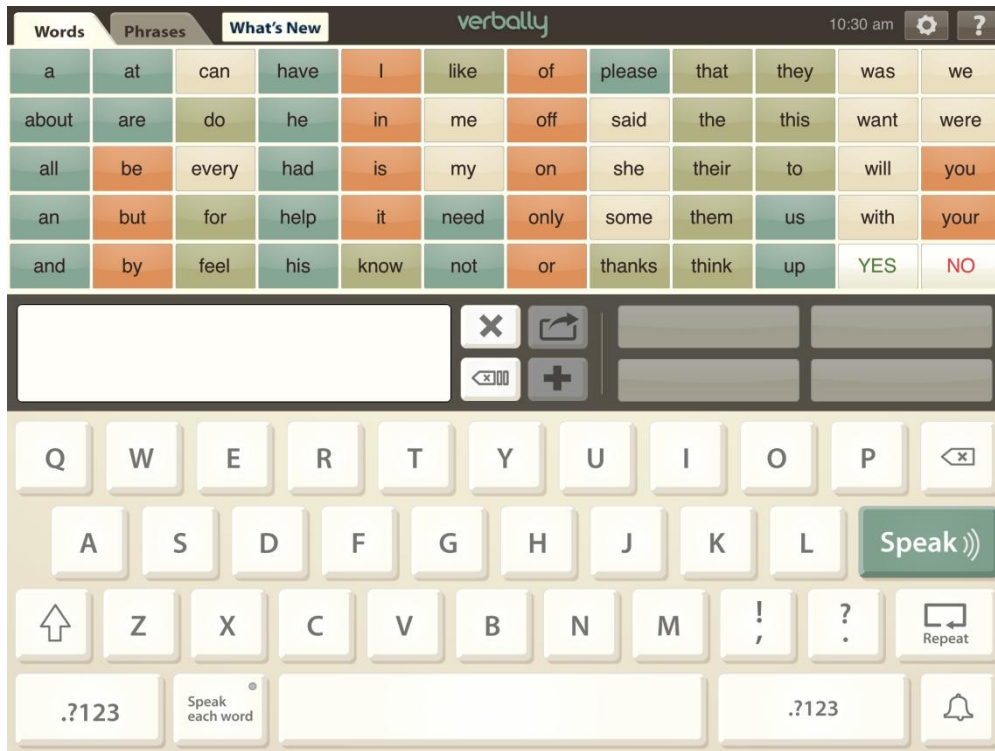 Words Phrases What's New verbally 10:30 am ?
a at can have I like of please that they was we
about are do he in me off said the this want were
all be every had is my on she their to will you
an but for help it need only some them us with your
and by feel his know not or thanks think up YES NO
Q W E R T Y U I O P
A S D F G H J K L Speak
Z X C V B N M ! ?
, . Repeat
.?123 Speak .?123
each word